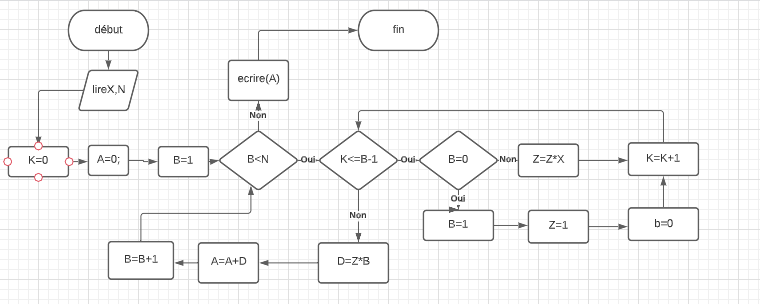 début
fin
lireX,N
ecrire(A)
Non
K=0
A=0;
B=1
B<N
Oui
K<=B-1
Oui
B=0
Non
Z=Z*X
K=K+1
Oui
Non
B=1
Z=1
b=0
B=B+1
A=A+D
D=Z*B